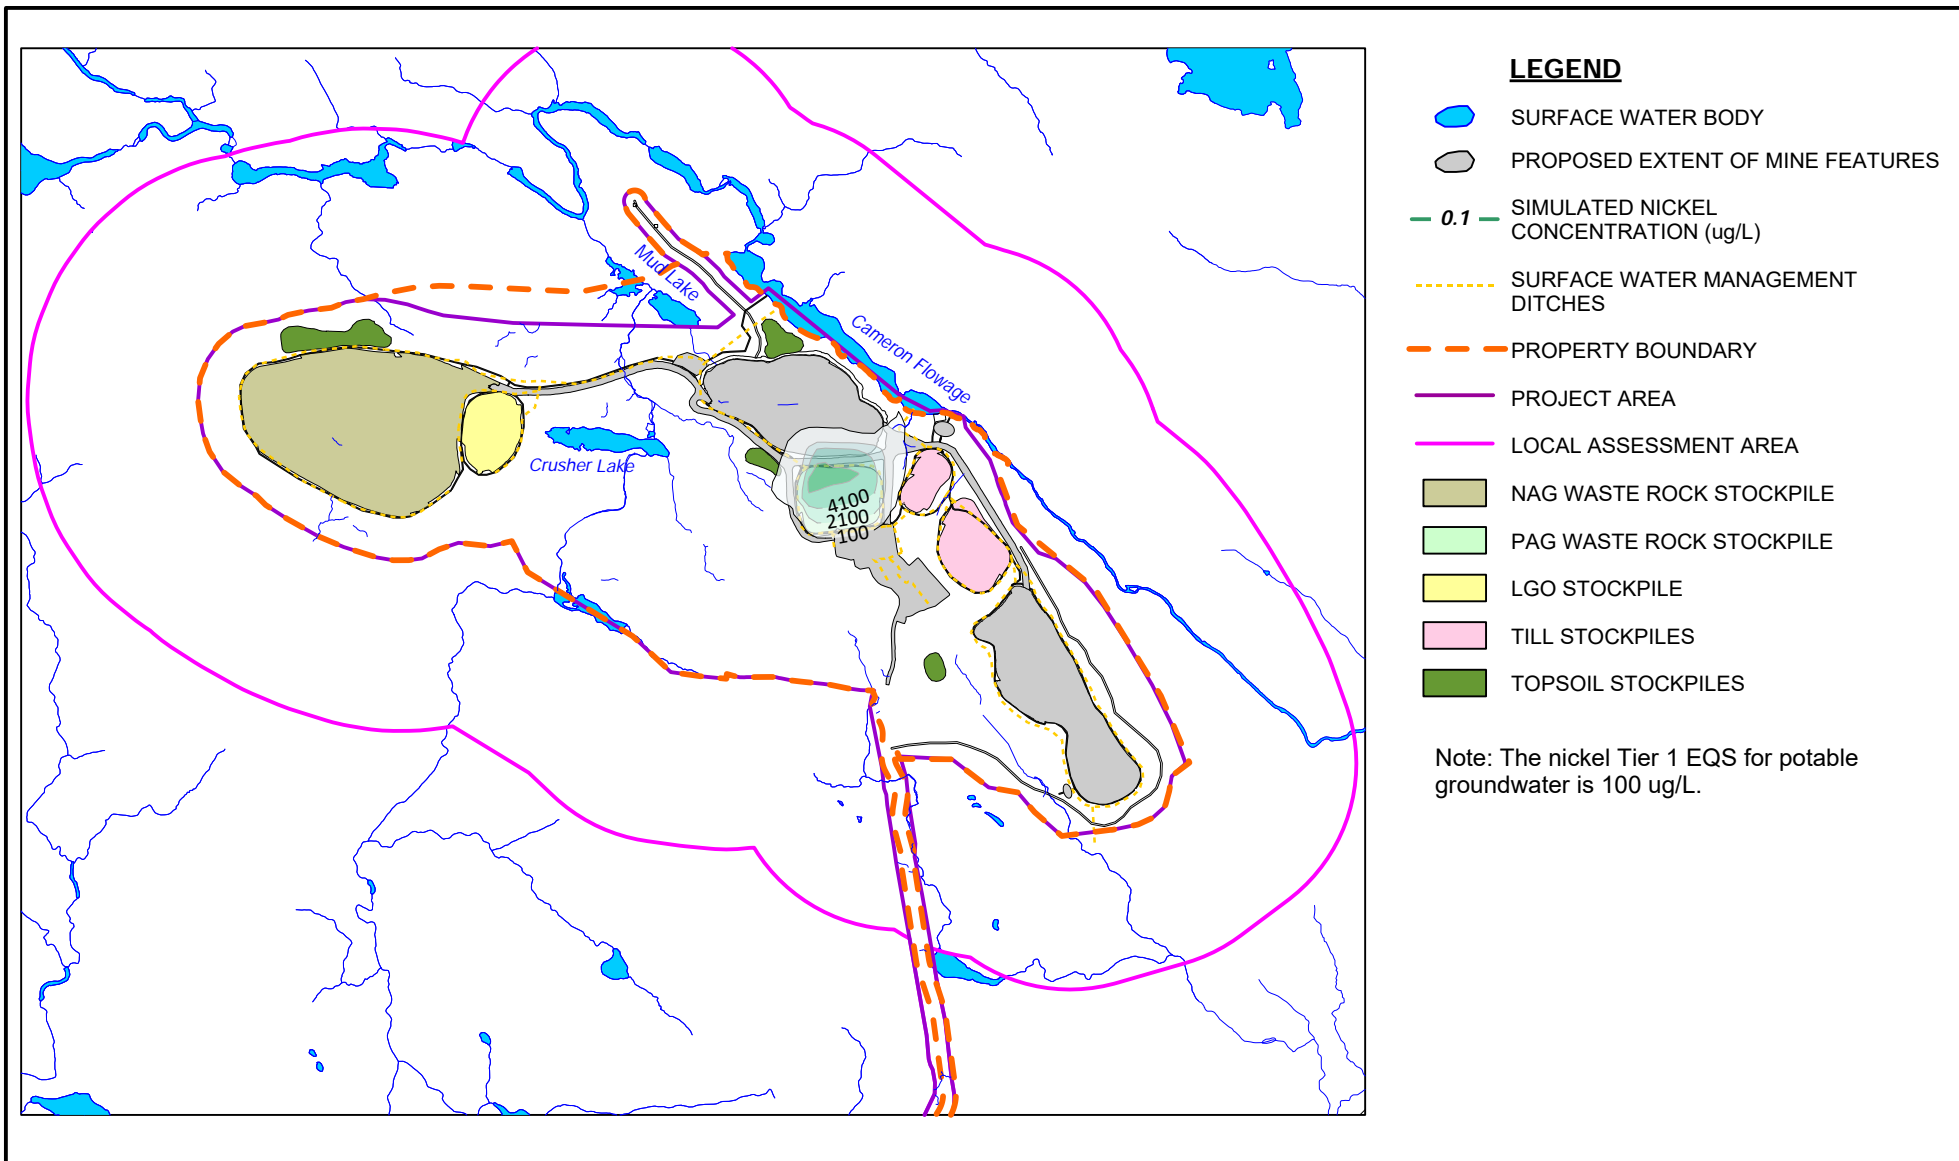 LEGEND
SURFACE WATER BODY
PROPOSED EXTENT OF MINE FEATURES
0.1
SIMULATED NICKEL
CONCENTRATION (ug/L)
SURFACE WATER MANAGEMENT
DITCHES
PROPERTY BOUNDARY
PROJECT AREA
LOCAL ASSESSMENT AREA
NAG WASTE ROCK STOCKPILE
PAG WASTE ROCK STOCKPILE
LGO STOCKPILE
TILL STOCKPILES
TOPSOIL STOCKPILES
Note: The nickel Tier 1 EQS for potable
groundwater is 100 ug/L.
Mud Lake
Cameron Flowage
Crusher Lake
4100
2100
100